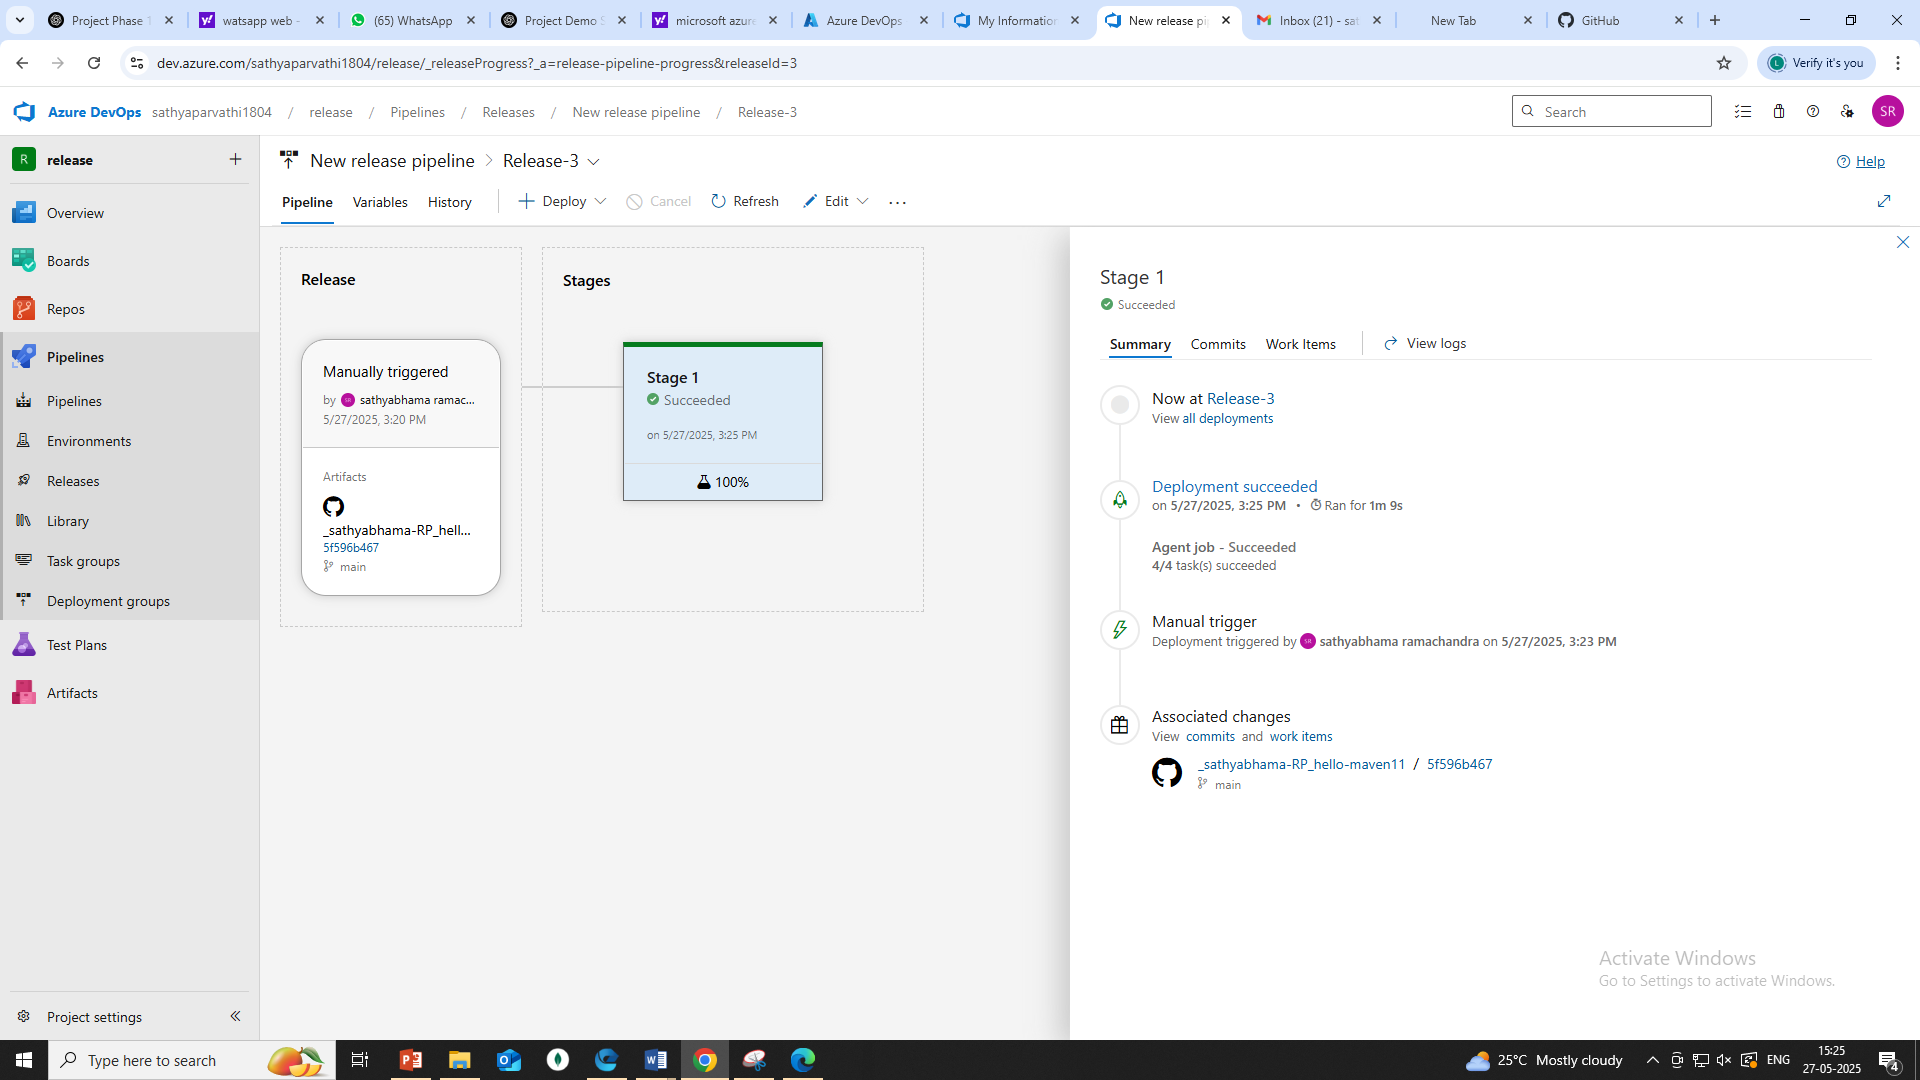 Project Phase 1
watsapp web -
(65) WhatsApp
Project Demo S
microsoft azure
Azure DevOps
My Information
New release pi
Inbox (21) - sat
New Tab
GitHub
dev.azure.com/sathyaparvathi1804/release/_releaseProgress?_a=release-pipeline-progress&releaseId=3
L
Verify it's you
Azure DevOps sathyaparvathi1804 / release / Pipelines / Releases / New release pipeline / Release-3
Search
SR
R release
New release pipeline > Release-3
Help
Pipeline Variables History
Deploy Cancel Refresh Edit ...
Overview
Boards
Repos
Pipelines
Pipelines
Environments
Releases
Library
Task groups
Deployment groups
Test Plans
Artifacts
Project settings
Release
Manually triggered
by SR sathyabhama ramac...
5/27/2025, 3:20 PM
Artifacts
_sathyabhama-RP_hell...
5f596b467
main
Stages
Stage 1
Succeeded
on 5/27/2025, 3:25 PM
100%
Stage 1
Succeeded
Summary Commits Work Items View logs
Now at Release-3
View all deployments
Deployment succeeded
on 5/27/2025, 3:25 PM • Ran for 1m 9s
Agent job - Succeeded
4/4 task(s) succeeded
Manual trigger
Deployment triggered by SR sathyabhama ramachandra on 5/27/2025, 3:23 PM
Associated changes
View commits and work items
_sathyabhama-RP_hello-maven11 / 5f596b467
main
Activate Windows
Go to Settings to activate Windows.
Type here to search
25°C Mostly cloudy
ENG
15:25
27-05-2025
4